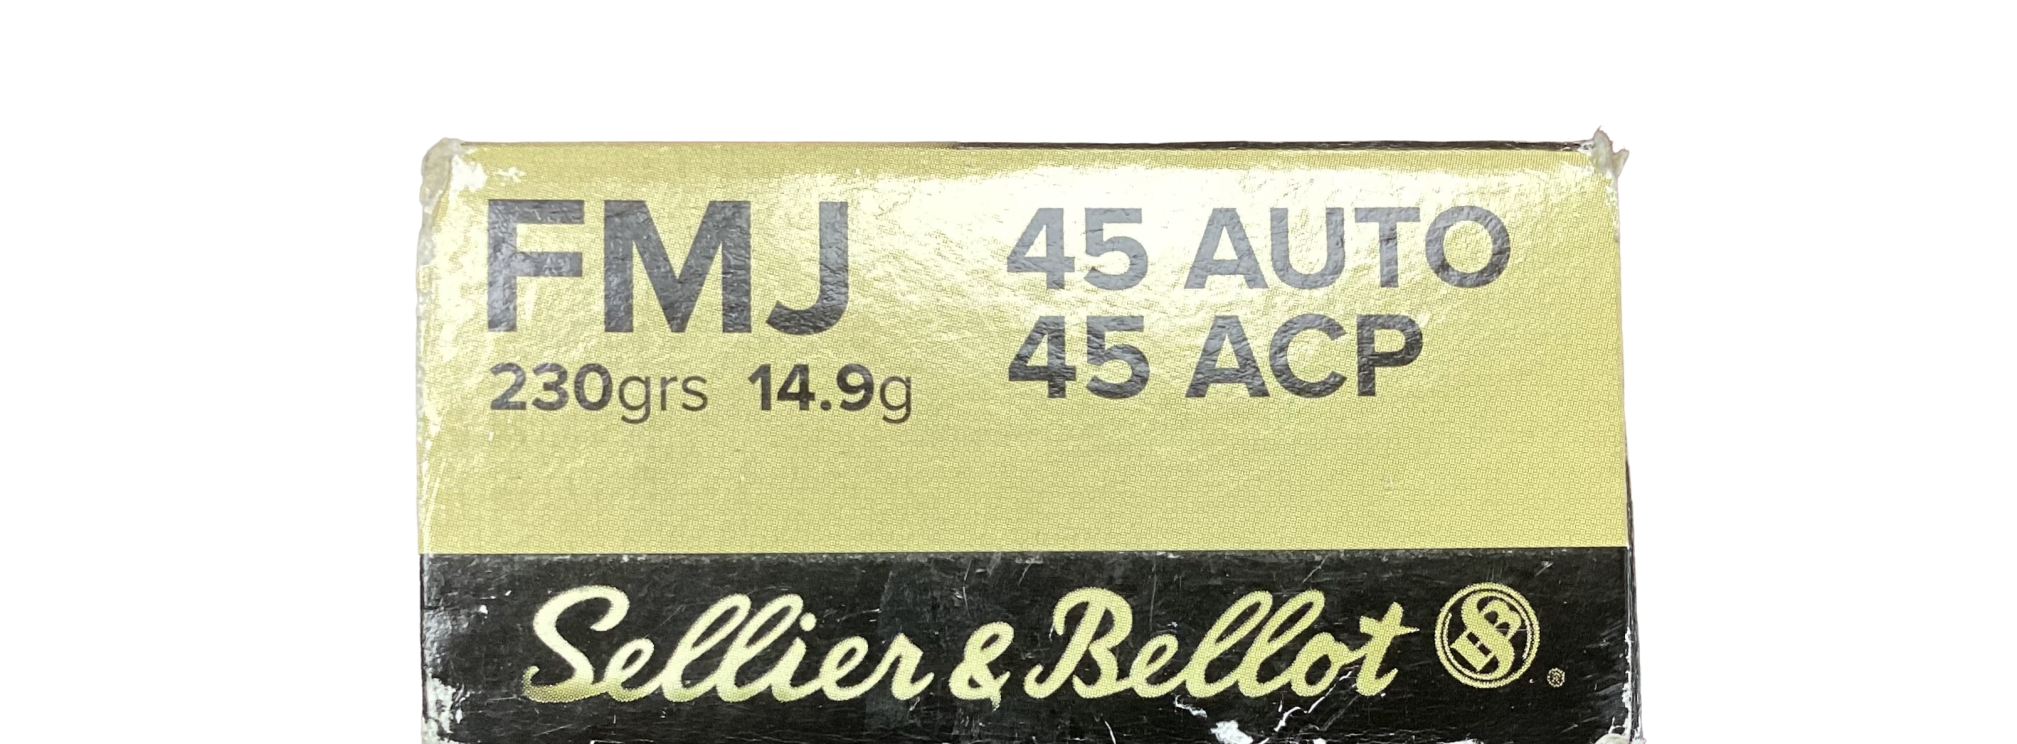 FMJ
230grs 14.9g
45 AUTO
45 ACP
Sellier & Bellot
®